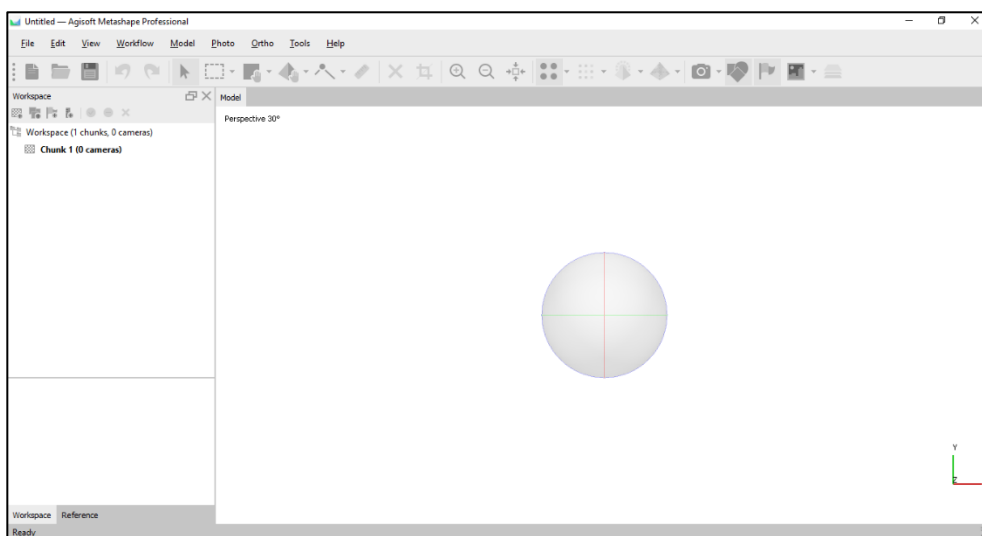 Untitled — Agisoft Metashape Professional
File Edit View Workflow Model Photo Ortho Tools Help
Workspace
Model
Workspace (1 chunks, 0 cameras)
Chunk 1 (0 cameras)
Perspective 30°
Y
Z
Workspace Reference
Ready